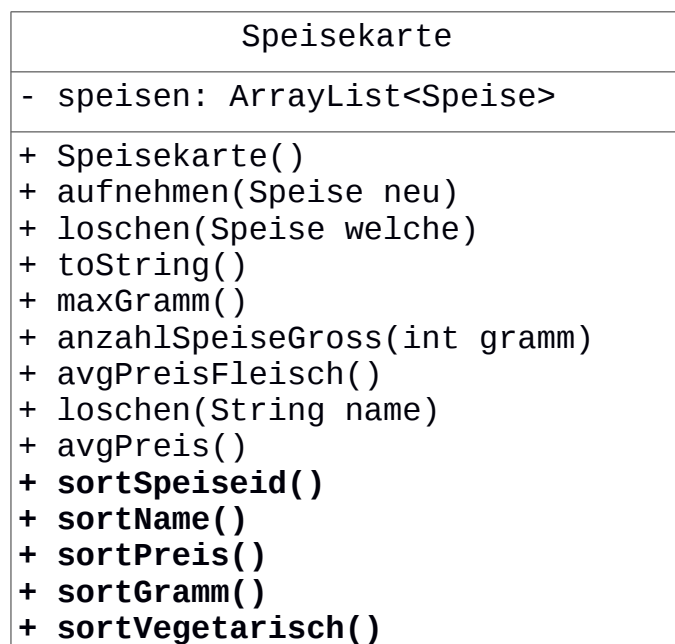 Speisekarte
- speisen: ArrayList<Speise>
+ Speisekarte()
+ aufnehmen(Speise neu)
+ loschen(Speise welche)
+ toString()
+ maxGramm()
+ anzahlSpeiseGross(int gramm)
+ avgPreisFleisch()
+ loschen(String name)
+ avgPreis()
+ sortSpeiseid()
+ sortName()
+ sortPreis()
+ sortGramm()
+ sortVegetarisch()